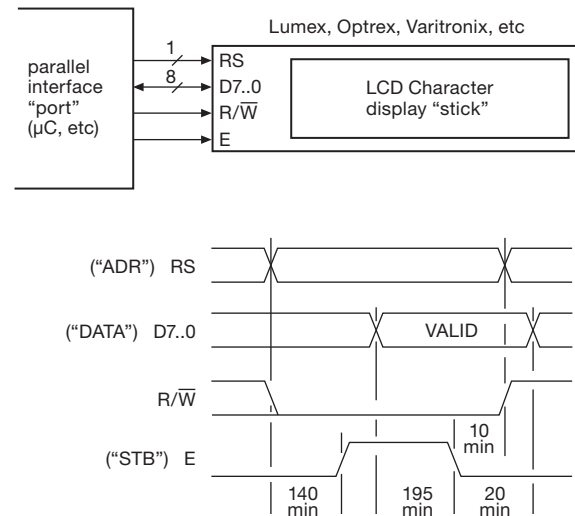 Lumex, Optrex, Varitronix, etc
parallel
interface
“port”
(µC, etc)
1
8
RS
D7..0
R/W̅
E
LCD Character
display “stick”
(“ADR”) RS
(“DATA”) D7..0
VALID
R/W̅
(“STB”) E
10
min
140
min
195
min
20
min